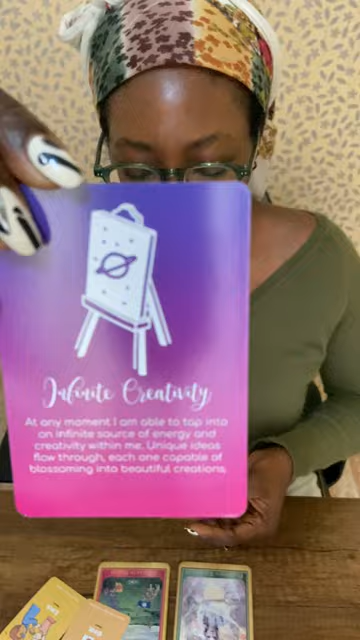 Infinite Creativity
At any moment I am able to tap into
an infinite source of energy and
creativity within me. Unique ideas
flow through, each one capable of
blossoming into beautiful creations.